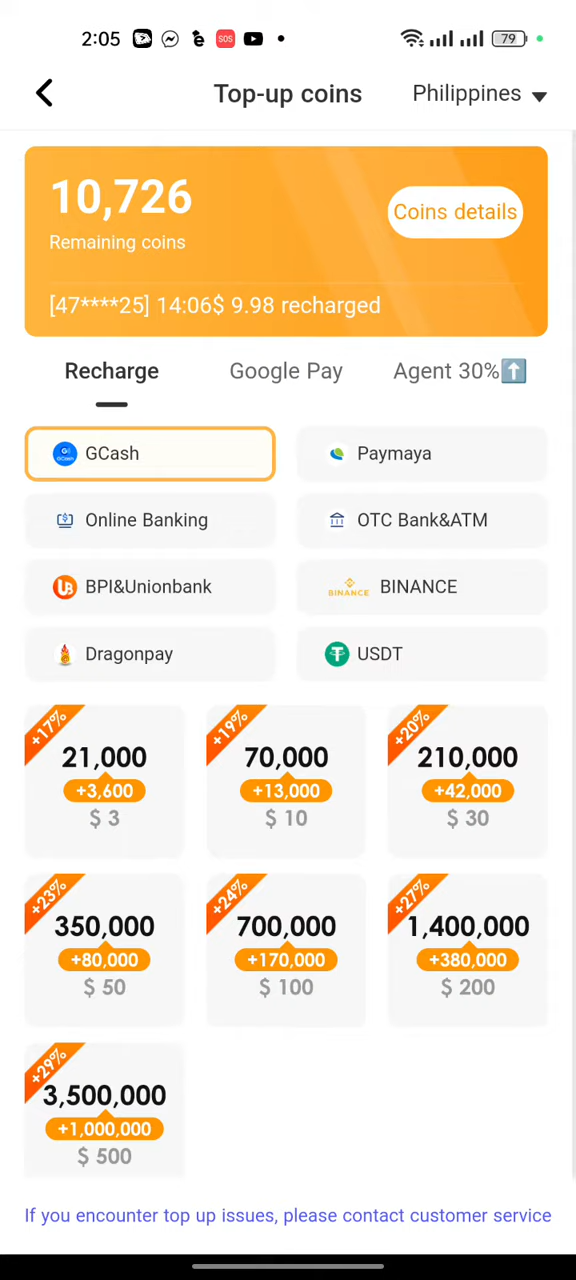 2:05
SOS
79
Top-up coins
Philippines
10,726
Coins details
Remaining coins
[47****25] 14:06$ 9.98 recharged
Recharge
Google Pay
Agent 30%⬆️
GCash
Paymaya
Online Banking
OTC Bank&ATM
BPI&Unionbank
BINANCE
BINANCE
Dragonpay
USDT
+17%
21,000
+3,600
$ 3
+19%
70,000
+13,000
$ 10
+20%
210,000
+42,000
$ 30
+23%
350,000
+80,000
$ 50
+24%
700,000
+170,000
$ 100
+27%
1,400,000
+380,000
$ 200
+29%
3,500,000
+1,000,000
$ 500
If you encounter top up issues, please contact customer service